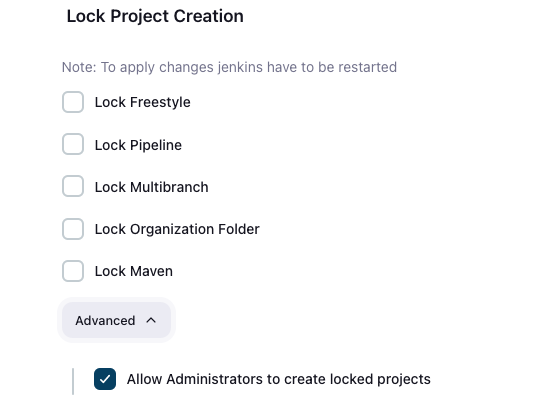 Lock Project Creation
Note: To apply changes jenkins have to be restarted
Lock Freestyle
Lock Pipeline
Lock Multibranch
Lock Organization Folder
Lock Maven
Advanced
Allow Administrators to create locked projects